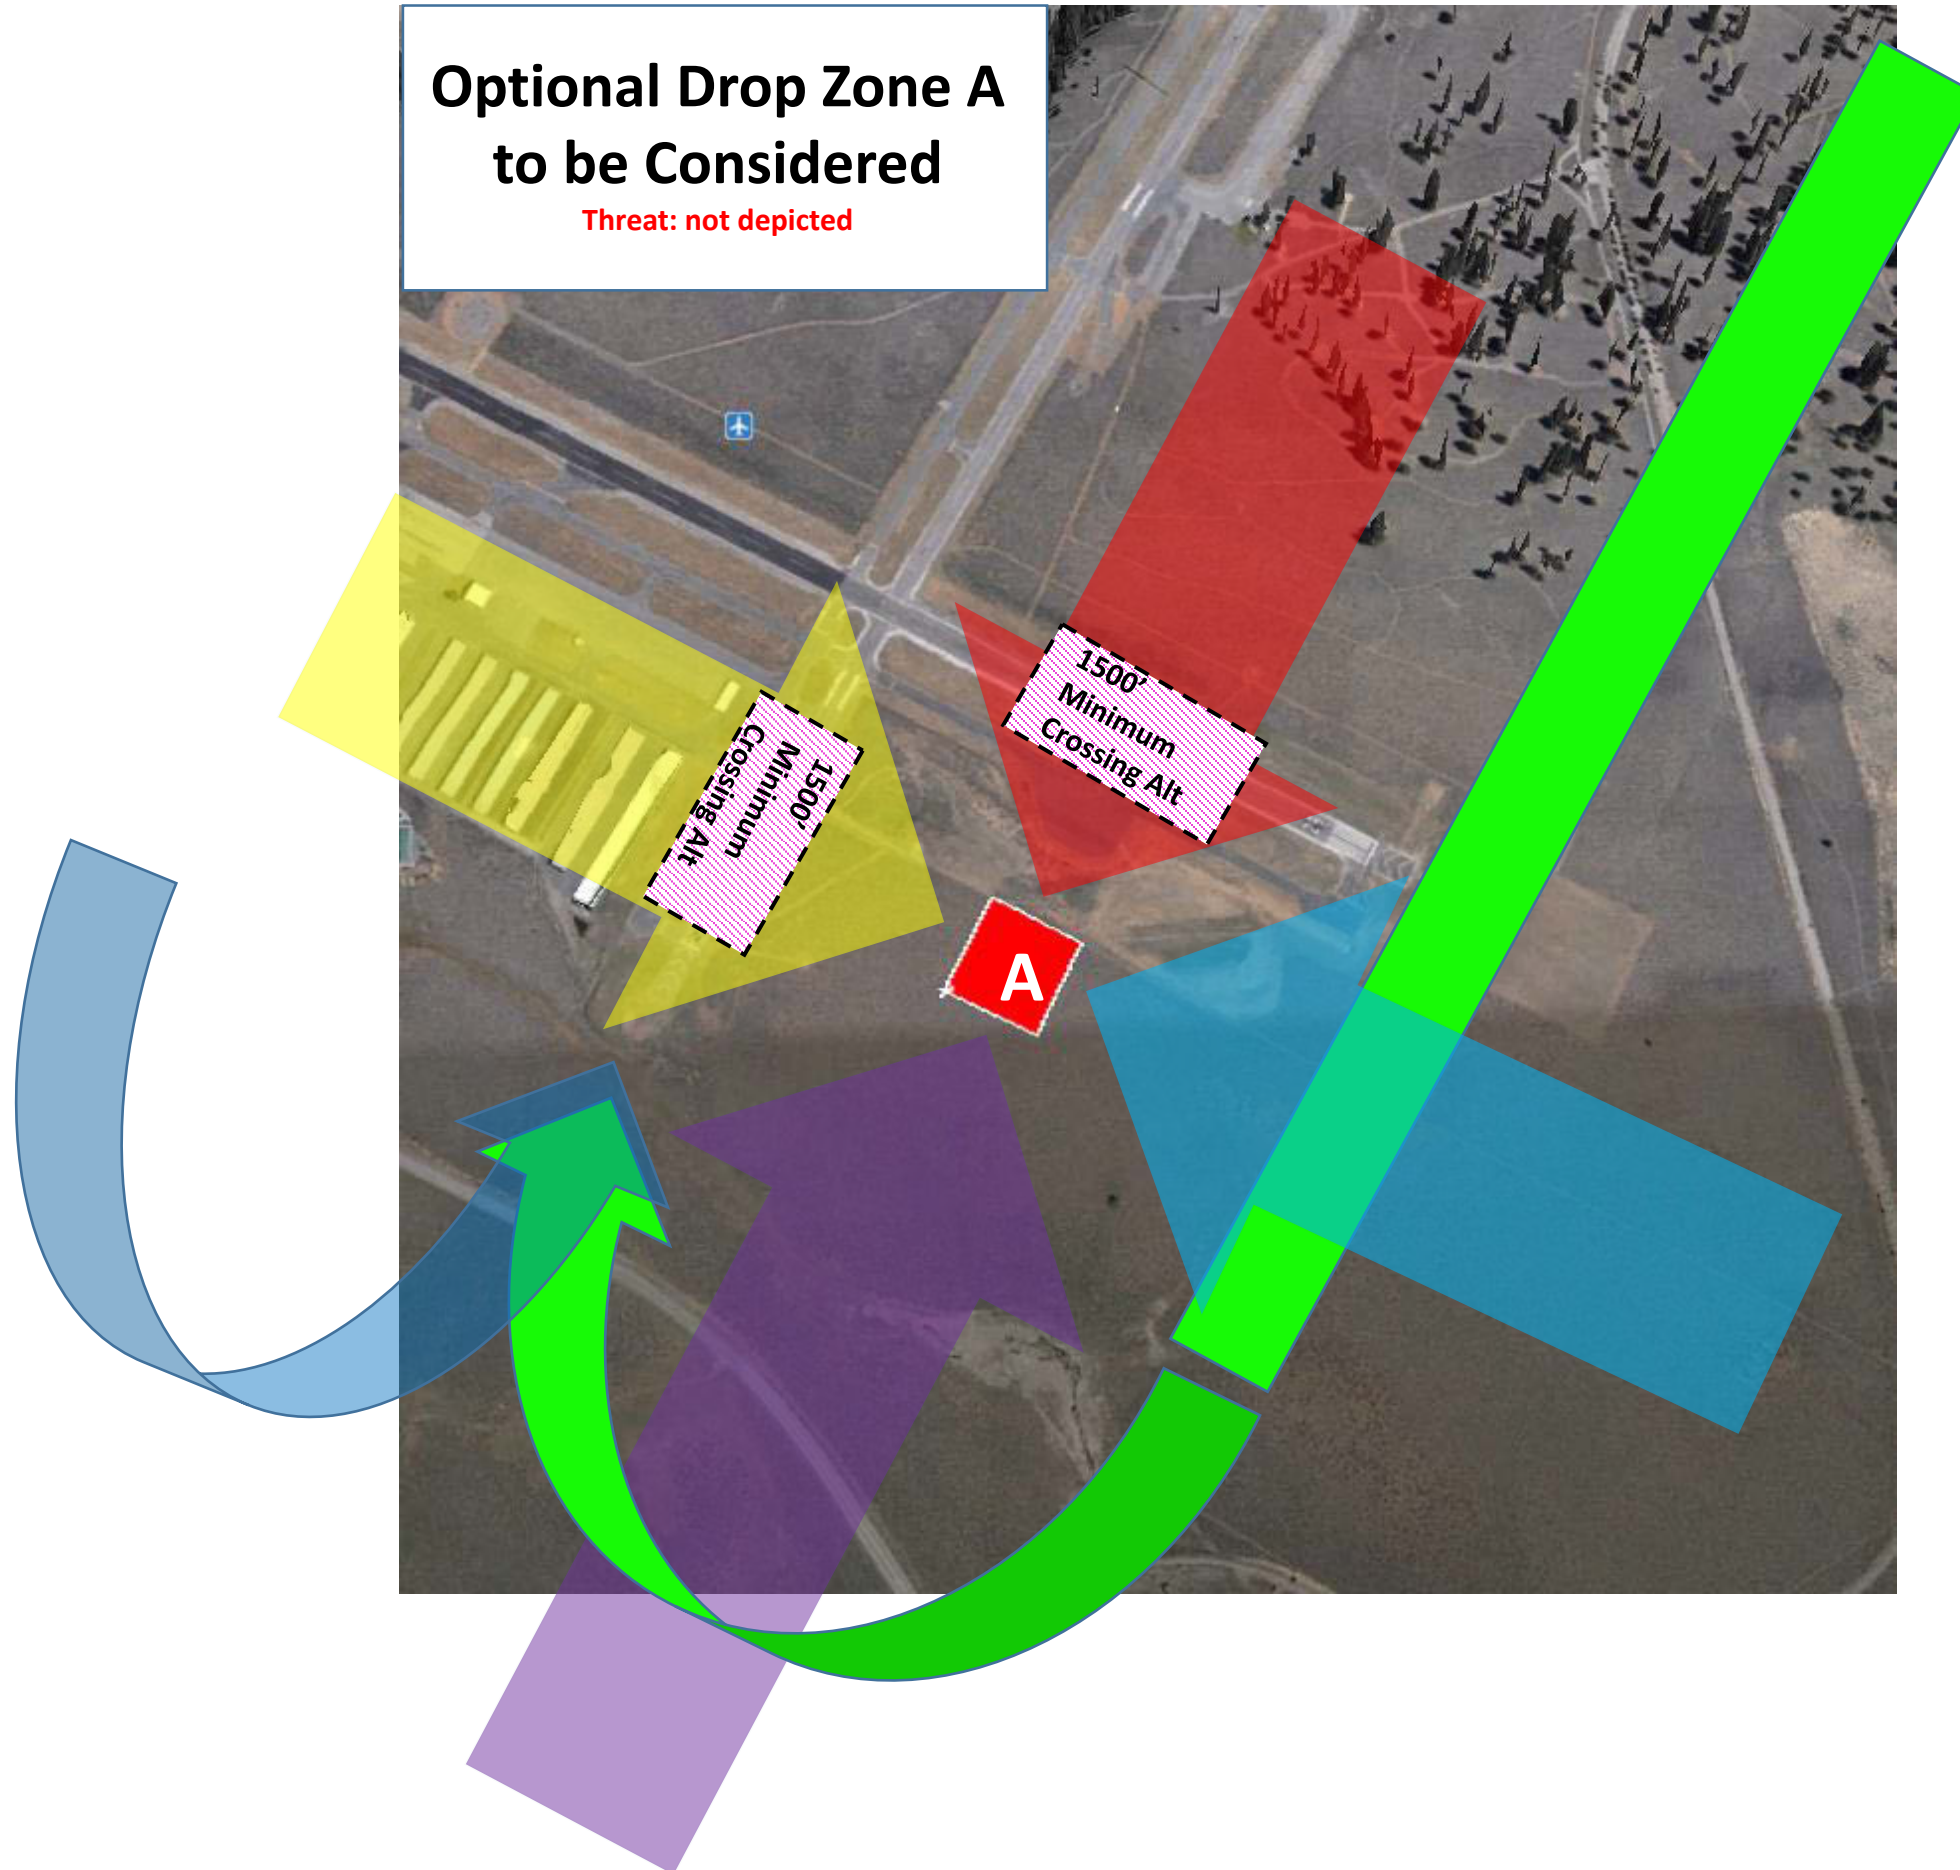 Optional Drop Zone A
to be Considered
Threat: not depicted
1500’
Minimum
Crossing Alt
1500’
Minimum
Crossing Alt
A